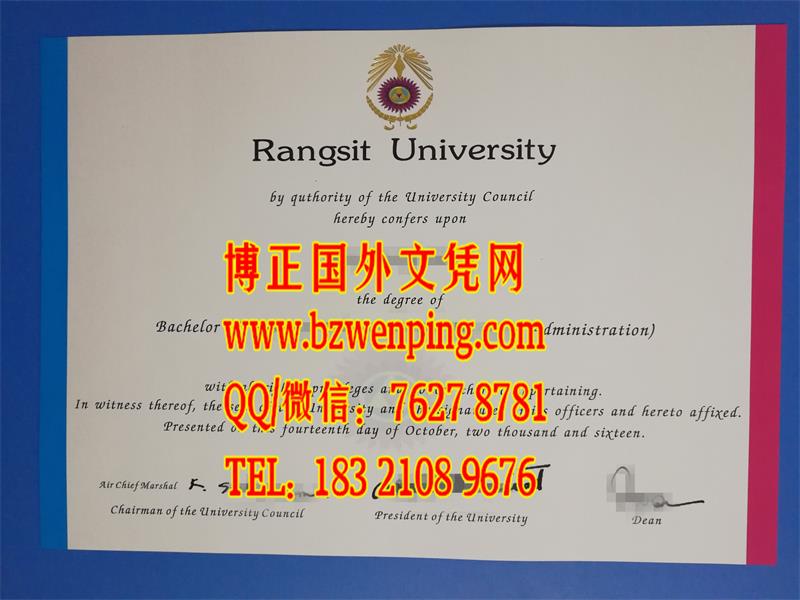 Rangsit University
by quthority of the University Council
hereby confers upon
博正国外文凭网
the degree of
Bachelor
www.bzwenping.com
dministration)
QQ/微信：7627 8781
pertaining.
In witness thereof, the
officers and hereto affixed.
Presented
this fourteenth day of October, two thousand and sixteen.
TEL：183 2108 9676
Air Chief Marshal
Chairman of the University Council
President of the University
Dean